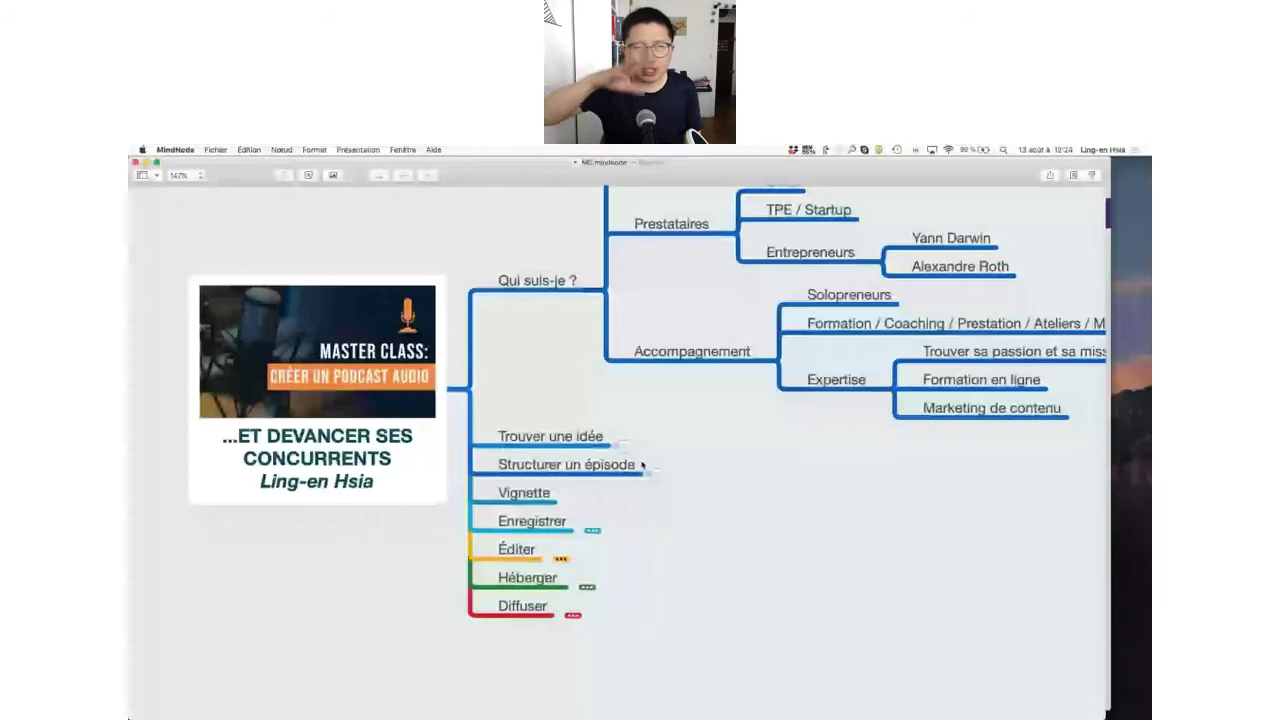 MindNode Fichier Édition Nœud Format Présentation Fenêtre Aide
13 août à 12:24 Ling-en Hsia
147%
TPE / Startup
Prestataires
Yann Darwin
Entrepreneurs
Alexandre Roth
Qui suis-je ?
Solopreneurs
Formation / Coaching / Prestation / Ateliers / M
Accompagnement
Trouver sa passion et sa miss
Expertise
Formation en ligne
Marketing de contenu
MASTER CLASS:
CRÉER UN PODCAST AUDIO
...ET DEVANCER SES
CONCURRENTS
Ling-en Hsia
Trouver une idée
Structurer un épisode
Vignette
Enregistrer
Éditer
Héberger
Diffuser